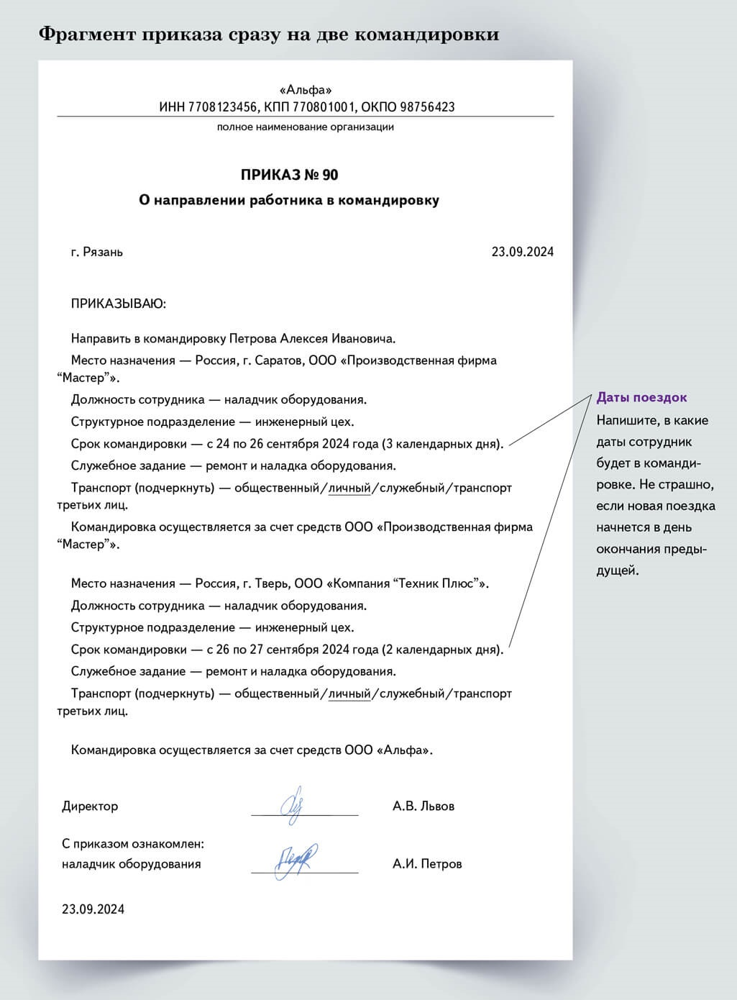 Фрагмент приказа сразу на две командировки
«Альфа»
ИНН 7708123456, КПП 770801001, ОКПО 98756423
полное наименование организации
ПРИКАЗ № 90
О направлении работника в командировку
г. Рязань 23.09.2024
ПРИКАЗЫВАЮ:
Направить в командировку Петрова Алексея Ивановича.
Место назначения — Россия, г. Саратов, ООО «Производственная фирма
“Мастер”».
Должность сотрудника — наладчик оборудования.
Структурное подразделение — инженерный цех.
Срок командировки — с 24 по 26 сентября 2024 года (3 календарных дня).
Служебное задание — ремонт и наладка оборудования.
Транспорт (подчеркнуть) — общественный/личный/служебный/транспорт
третьих лиц.
Командировка осуществляется за счет средств ООО «Производственная фирма
“Мастер”».
Место назначения — Россия, г. Тверь, ООО «Компания “Техник Плюс”».
Должность сотрудника — наладчик оборудования.
Структурное подразделение — инженерный цех.
Срок командировки — с 26 по 27 сентября 2024 года (2 календарных дня).
Служебное задание — ремонт и наладка оборудования.
Транспорт (подчеркнуть) — общественный/личный/служебный/транспорт
третьих лиц.
Командировка осуществляется за счет средств ООО «Альфа».
Директор А.В. Львов
С приказом ознакомлен:
наладчик оборудования А.И. Петров
23.09.2024
Даты поездок
Напишите, в какие
даты сотрудник
будет в команди-
ровке. Не страшно,
если новая поездка
начнется в день
окончания преды-
дущей.